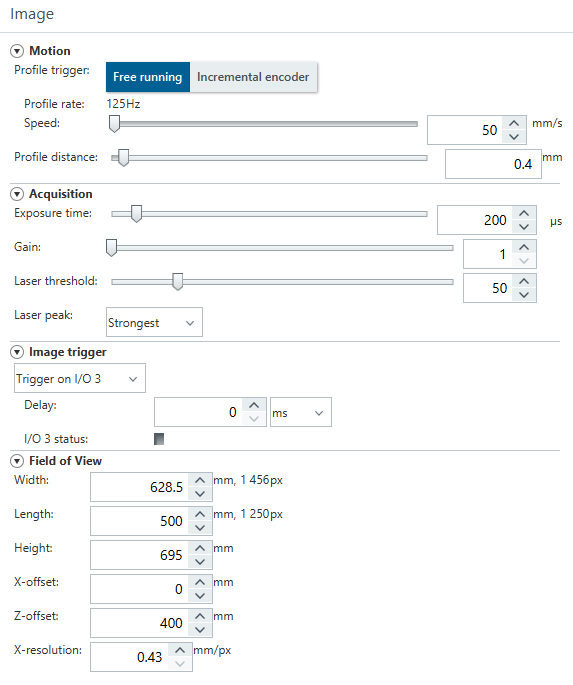 Image
Motion
Profile trigger: Free running Incremental encoder
Profile rate: 125Hz
Speed: 50 mm/s
Profile distance: 0.4 mm
Acquisition
Exposure time: 200 µs
Gain: 1
Laser threshold: 50
Laser peak: Strongest
Image trigger
Trigger on I/O 3
Delay: 0 ms
I/O 3 status:
Field of View
Width: 628.5 mm, 1 456px
Length: 500 mm, 1 250px
Height: 695 mm
X-offset: 0 mm
Z-offset: 400 mm
X-resolution: 0.43 mm/px